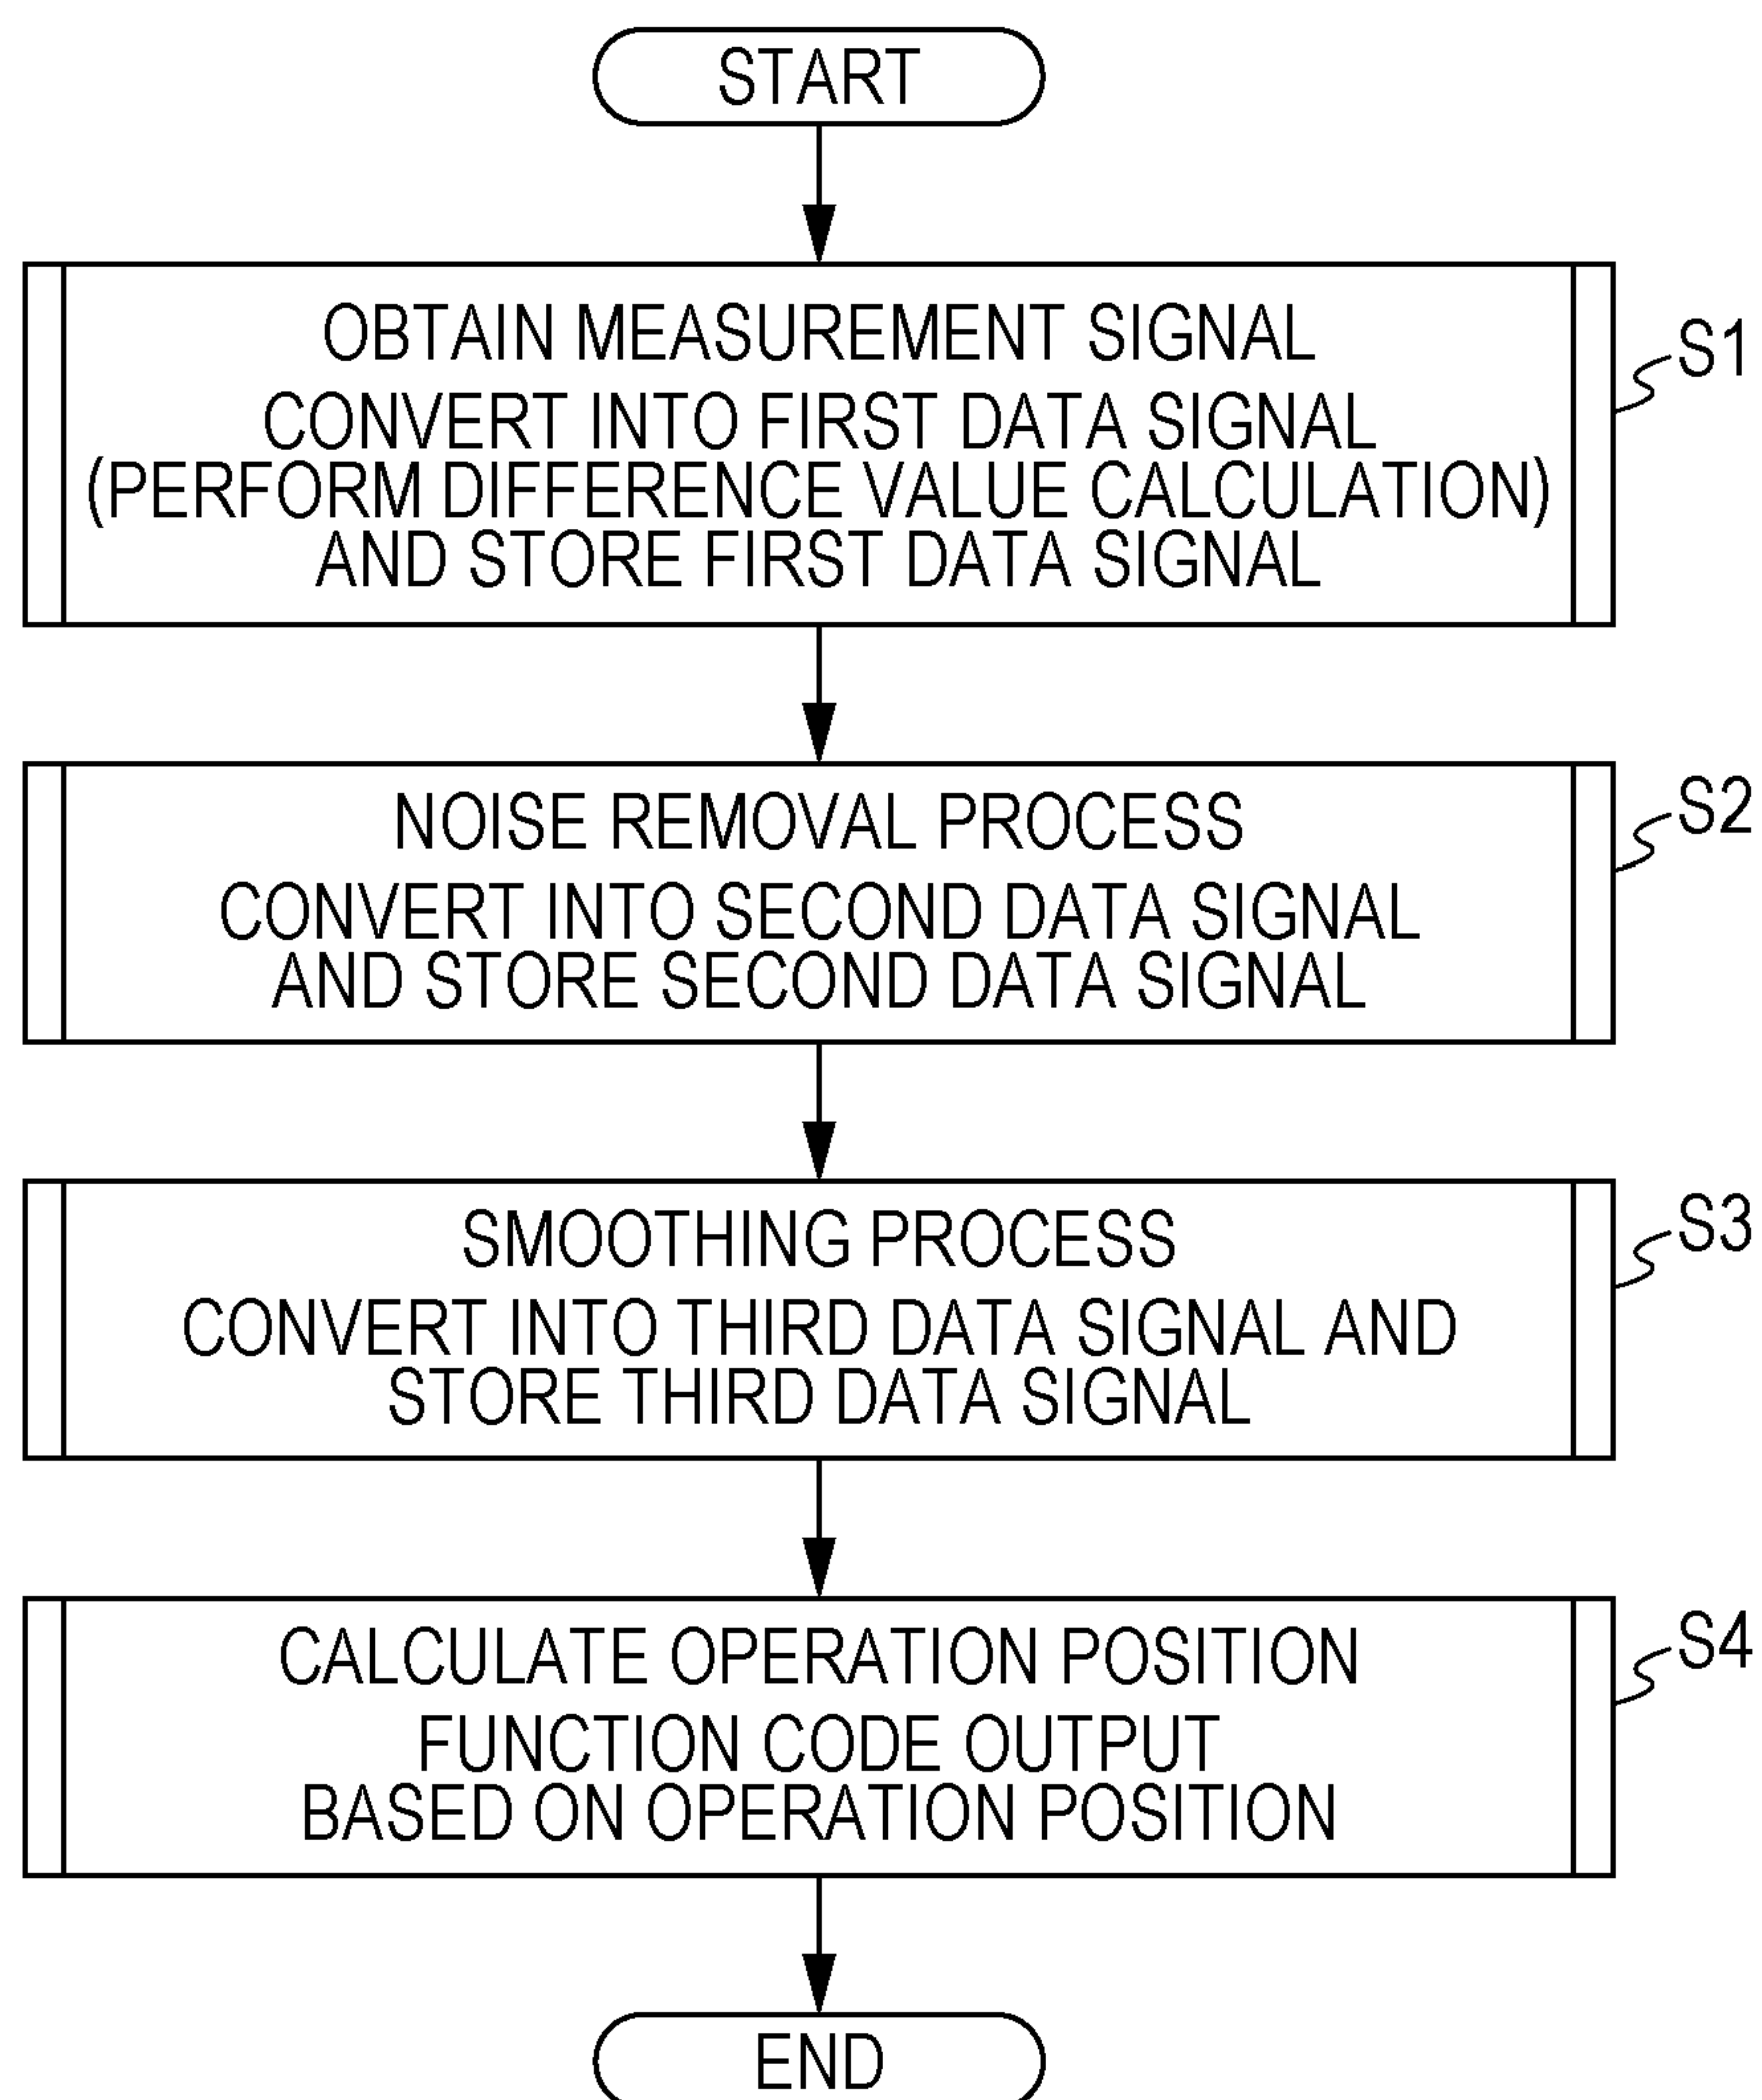 START
OBTAIN MEASUREMENT SIGNAL
CONVERT INTO FIRST DATA SIGNAL
(PERFORM DIFFERENCE VALUE CALCULATION)
AND STORE FIRST DATA SIGNAL
S1
NOISE REMOVAL PROCESS
CONVERT INTO SECOND DATA SIGNAL
AND STORE SECOND DATA SIGNAL
S2
SMOOTHING PROCESS
CONVERT INTO THIRD DATA SIGNAL AND
STORE THIRD DATA SIGNAL
S3
CALCULATE OPERATION POSITION
FUNCTION CODE OUTPUT
BASED ON OPERATION POSITION
S4
END